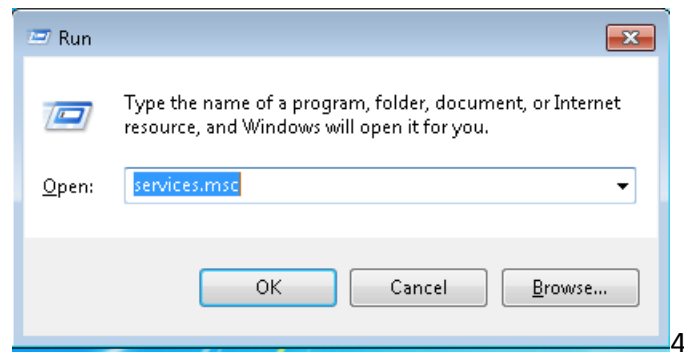 Run
Type the name of a program, folder, document, or Internet
resource, and Windows will open it for you.
Open: services.msc
OK Cancel Browse...
4